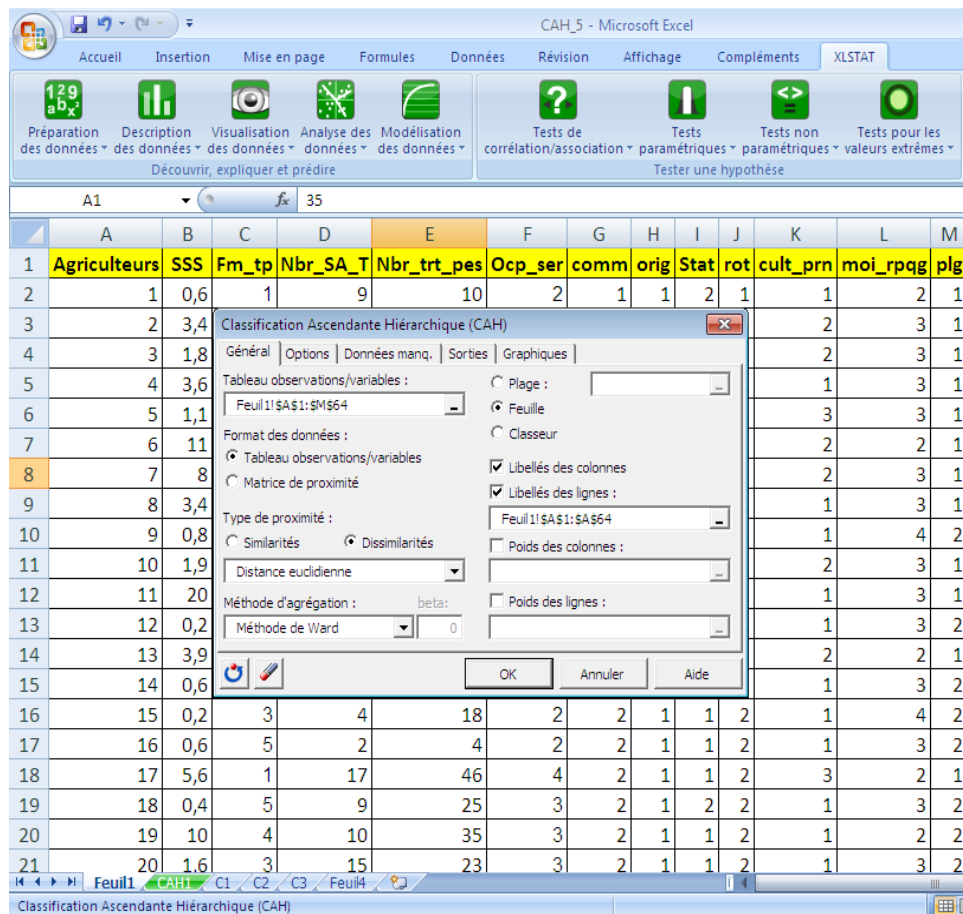 CAH_5 - Microsoft Excel
Accueil Insertion Mise en page Formules Données Révision Affichage Compléments XLSTAT
Préparation des données
Description des données
Visualisation des données
Analyse des données
Modélisation des données
Tests de corrélation/association
Tests paramétriques
Tests non paramétriques
Tests pour les valeurs extrêmes
Découvrir, expliquer et prédire
Tester une hypothèse
A1 fx 35
A B C D E F G H I J K L M
1 Agriculteurs SSS Fm_tp Nbr_SA_T Nbr_trt_pes Ocp_ser comm orig Stat rot cult_prn moi_rpqg plg
2 1 0,6 1 9 10 2 1 1 2 1 1 2 1
3 2 3,4 2 3 1
4 3 1,8 2 3 1
5 4 3,6 1 3 1
6 5 1,1 3 3 1
7 6 11 2 2 1
8 7 8 2 3 1
9 8 3,4 1 3 1
10 9 0,8 1 4 2
11 10 1,9 2 3 1
12 11 20 1 3 1
13 12 0,2 1 3 2
14 13 3,9 2 2 1
15 14 0,6 1 3 2
16 15 0,2 3 4 18 2 2 1 1 2 1 4 2
17 16 0,6 5 2 4 2 2 1 1 2 1 3 2
18 17 5,6 1 17 46 4 2 1 1 2 3 2 1
19 18 0,4 5 9 25 3 2 1 2 2 1 3 2
20 19 10 4 10 35 3 2 1 1 2 1 2 2
21 20 1,6 3 15 23 3 2 1 1 2 1 3 2
Classification Ascendante Hiérarchique (CAH)
Général Options Données manq. Sorties Graphiques
Tableau observations/variables :
Feuil1!$A$1:$M$64
Format des données :
Tableau observations/variables
Matrice de proximité
Type de proximité :
Similarités Dissimilarités
Distance euclidienne
Méthode d'agrégation : beta:
Méthode de Ward 0
Plage :
Feuille
Classeur
Libellés des colonnes
Libellés des lignes :
Feuil1!$A$1:$A$64
Poids des colonnes :
Poids des lignes :
OK Annuler Aide
Feuil1 CAH1 C1 C2 C3 Feuil4
Classification Ascendante Hiérarchique (CAH)